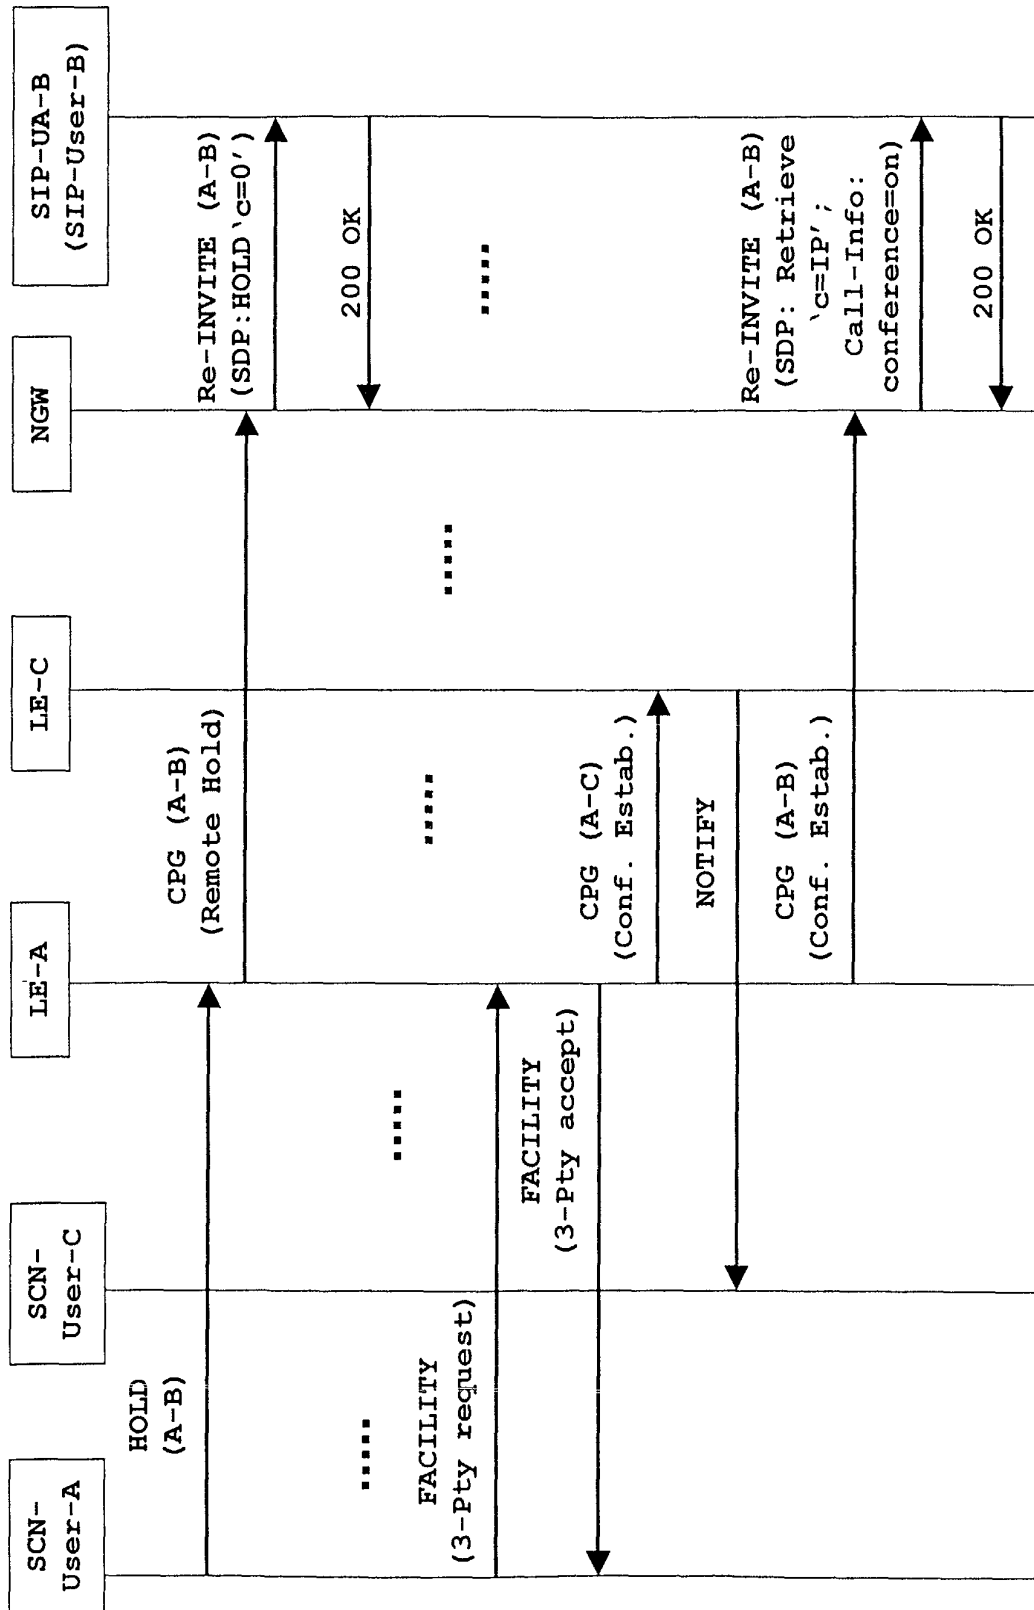 SCN-
User-A
SCN-
User-C
LE-A
LE-C
NGW
SIP-UA-B
(SIP-User-B)
HOLD
(A-B)
CPG (A-B)
(Remote Hold)
Re-INVITE (A-B)
(SDP:HOLD‵c=0′)
200 OK
.....
.....
.....
.....
.....
FACILITY
(3-Pty request)
FACILITY
(3-Pty accept)
CPG (A-C)
(Conf. Estab.)
NOTIFY
CPG (A-B)
(Conf. Estab.)
Re-INVITE (A-B)
(SDP: Retrieve
‵c=IP′;
Call-Info:
conference=on)
200 OK